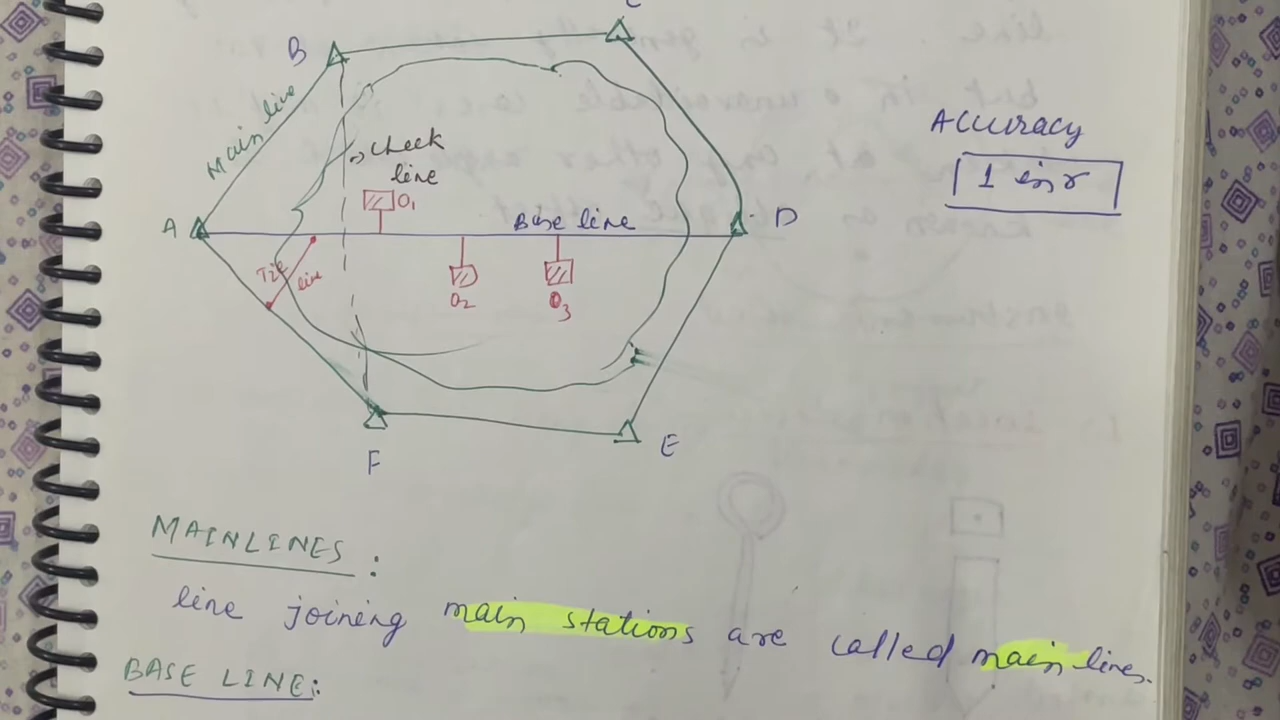 C
B
Main line
Check
line
O1
A
Base line
D
Tie
line
O2
O3
F
E
Accuracy
1 in r
MAINLINES :
line joining main stations are called main lines.
BASE LINE: